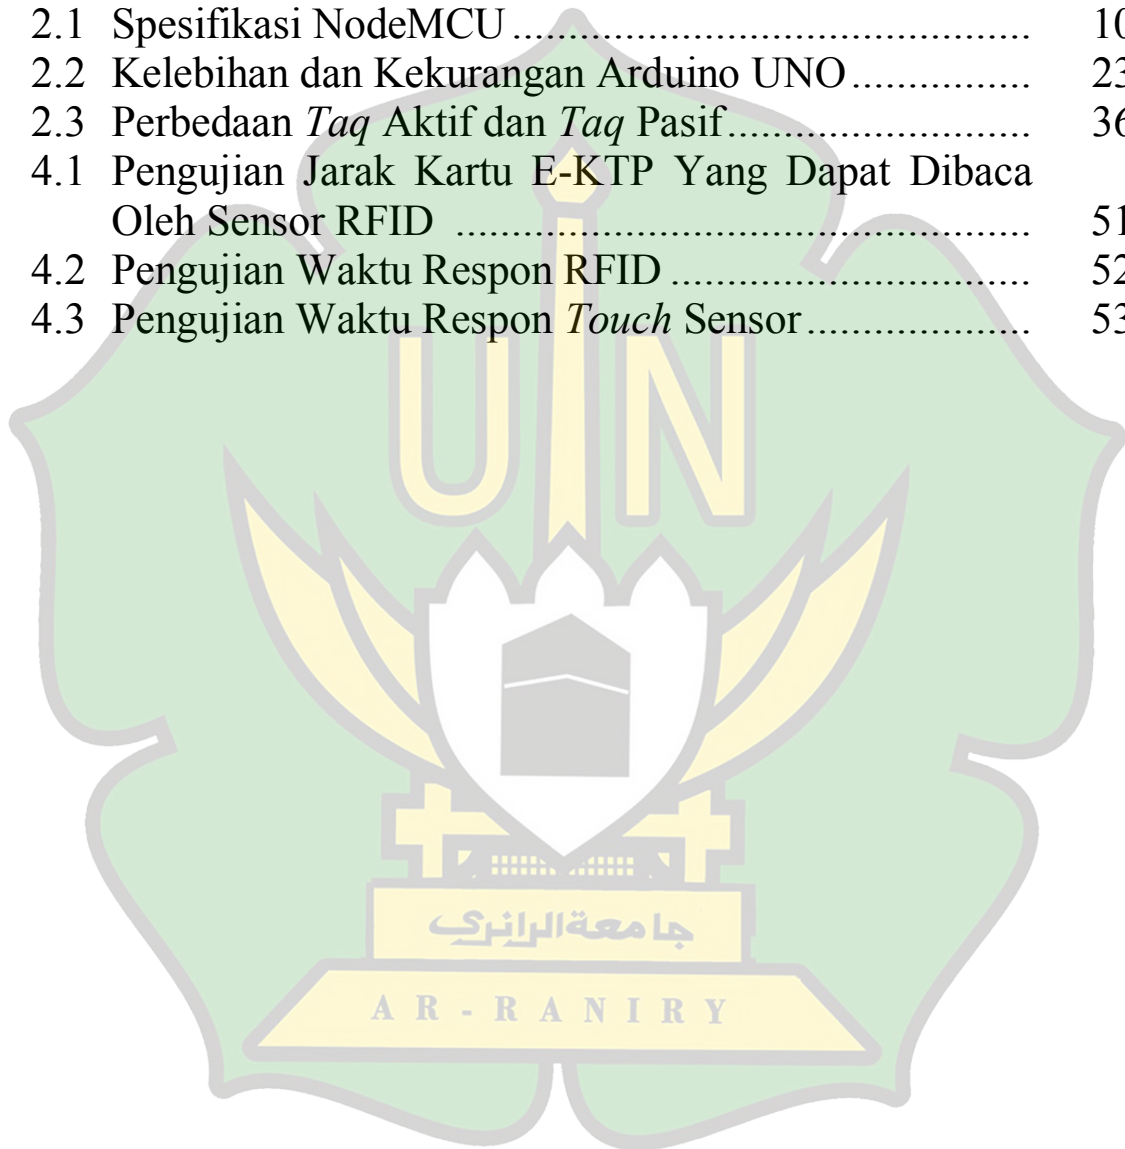 2.1 Spesifikasi NodeMCU ........................................... 10
2.2 Kelebihan dan Kekurangan Arduino UNO ............... 23
2.3 Perbedaan Taq Aktif dan Taq Pasif ......................... 36
4.1 Pengujian Jarak Kartu E-KTP Yang Dapat Dibaca
Oleh Sensor RFID ................................................ 51
4.2 Pengujian Waktu Respon RFID .............................. 52
4.3 Pengujian Waktu Respon Touch Sensor ................... 53
UIN
جامعةالرانري
AR-RANIRY